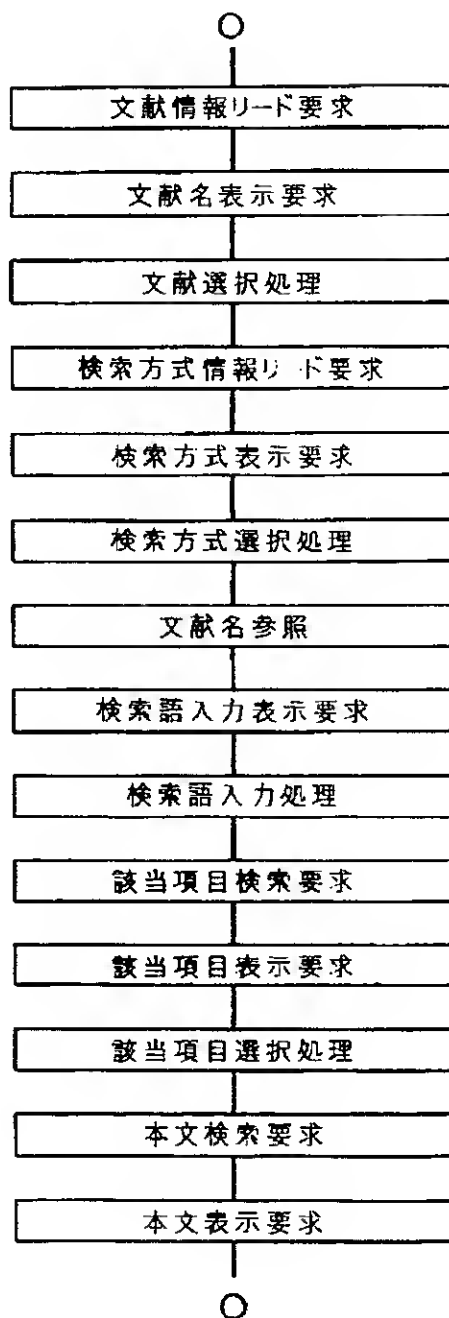 文献情報リード要求
文献名表示要求
文献選択処理
検索方式情報リード要求
検索方式表示要求
検索方式選択処理
文献名参照
検索語入力表示要求
検索語入力処理
該当項目検索要求
該当項目表示要求
該当項目選択処理
本文検索要求
本文表示要求